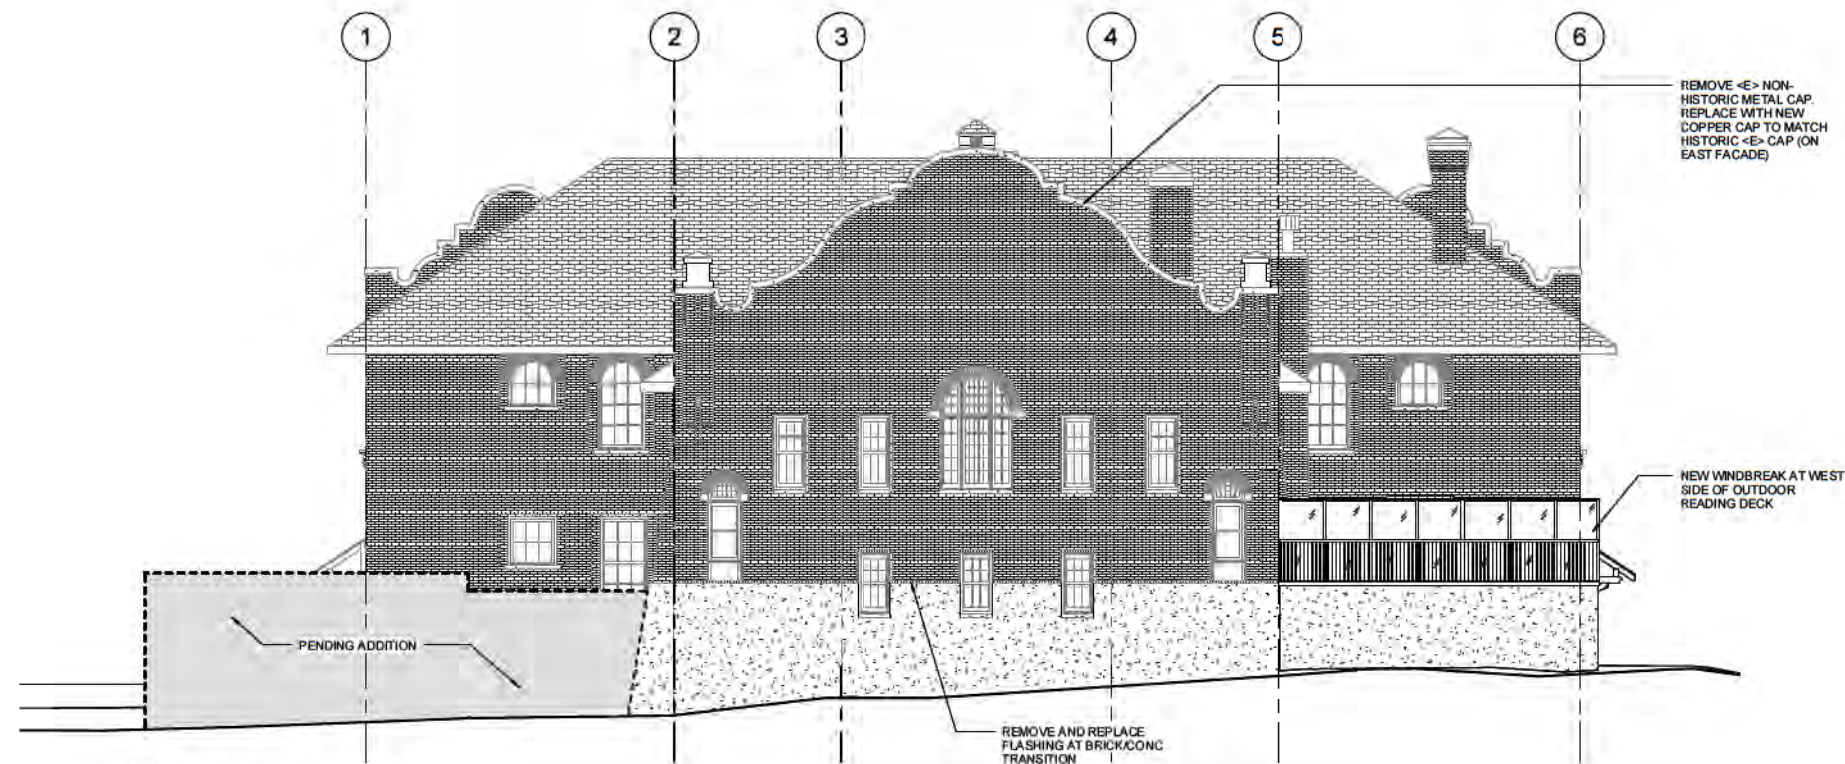 1
2
3
4
5
6
REMOVE <E> NON-
HISTORIC METAL CAP.
REPLACE WITH NEW
COPPER CAP TO MATCH
HISTORIC <E> CAP (ON
EAST FACADE)
NEW WINDBREAK AT WEST
SIDE OF OUTDOOR
READING DECK
PENDING ADDITION
REMOVE AND REPLACE
FLASHING AT BRICK/CONC
TRANSITION